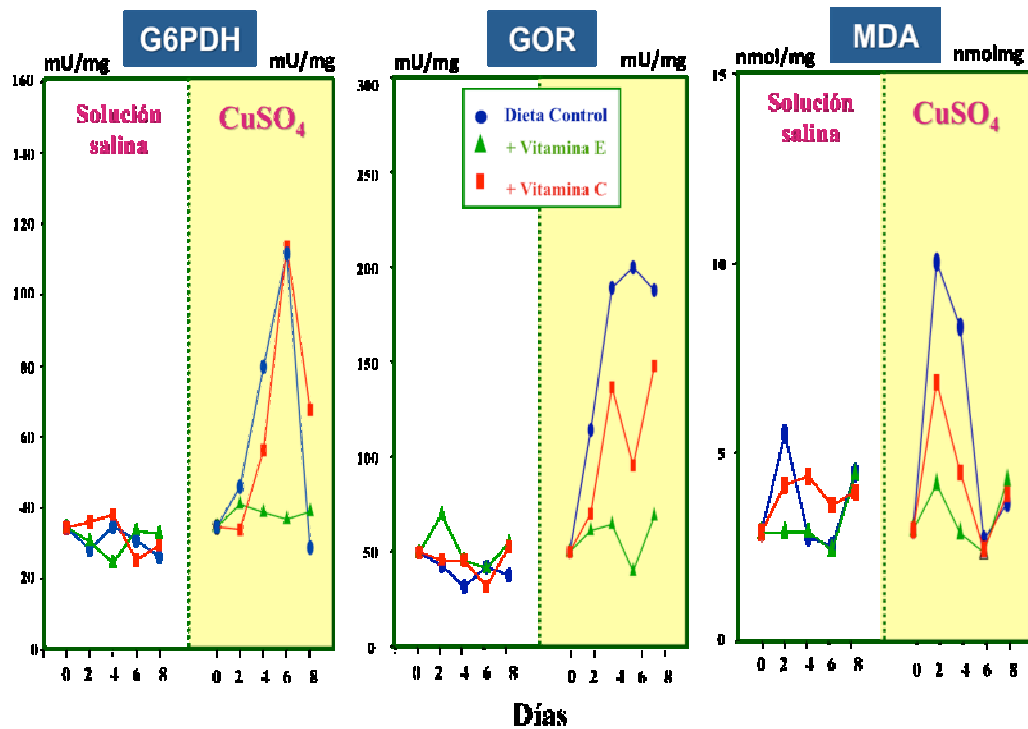 G6PDH
mU/mg mU/mg
160
140
120
100
80
60
40
20
0
Solución
salina
CuSO4
0 2 4 6 8 0 2 4 6 8
GOR
mU/mg mU/mg
300
250
200
150
100
50
0
Dieta Control
+ Vitamina E
+ Vitamina C
0 2 4 6 8 0 2 4 6 8
MDA
nmol/mg nmolmg
15
10
5
0
Solución
salina
CuSO4
0 2 4 6 8 0 2 4 6 8
Días